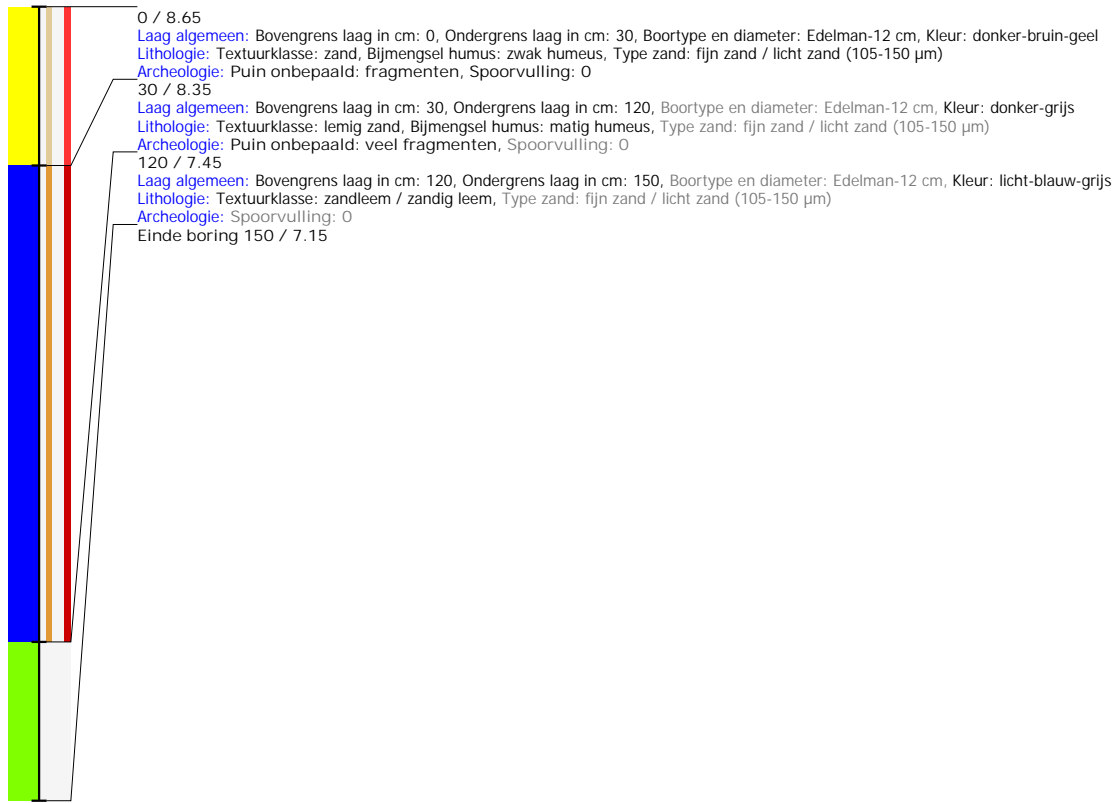 0 / 8.65
Laag algemeen: Bovengrens laag in cm: 0, Ondergrens laag in cm: 30, Boortype en diameter: Edelman-12 cm, Kleur: donker-bruin-geel
Lithologie: Textuurklasse: zand, Bijmengsel humus: zwak humeus, Type zand: fijn zand / licht zand (105-150 µm)
Archeologie: Puin onbepaald: fragmenten, Spoorvulling: 0
30 / 8.35
Laag algemeen: Bovengrens laag in cm: 30, Ondergrens laag in cm: 120, Boortype en diameter: Edelman-12 cm, Kleur: donker-grijs
Lithologie: Textuurklasse: lemig zand, Bijmengsel humus: matig humeus, Type zand: fijn zand / licht zand (105-150 µm)
Archeologie: Puin onbepaald: veel fragmenten, Spoorvulling: 0
120 / 7.45
Laag algemeen: Bovengrens laag in cm: 120, Ondergrens laag in cm: 150, Boortype en diameter: Edelman-12 cm, Kleur: licht-blauw-grijs
Lithologie: Textuurklasse: zandleem / zandig leem, Type zand: fijn zand / licht zand (105-150 µm)
Archeologie: Spoorvulling: 0
Einde boring 150 / 7.15